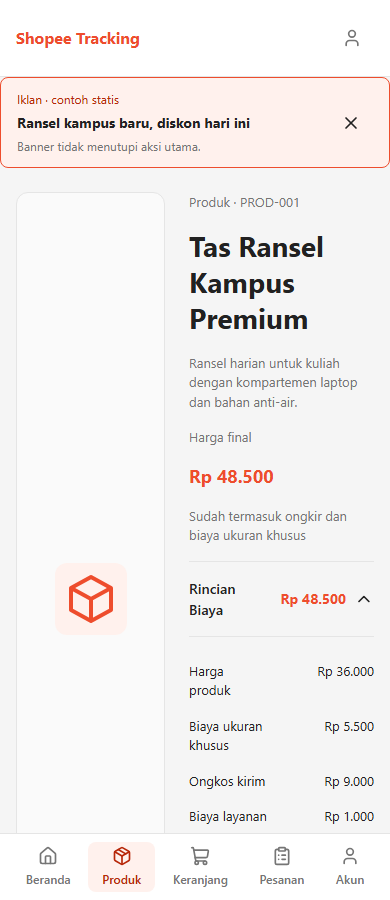 Shopee Tracking
Iklan · contoh statis
Ransel kampus baru, diskon hari ini
Banner tidak menutupi aksi utama.
Produk · PROD-001
Tas Ransel
Kampus
Premium
Ransel harian untuk kuliah
dengan kompartemen laptop
dan bahan anti-air.
Harga final
Rp 48.500
Sudah termasuk ongkir dan
biaya ukuran khusus
Rincian
Biaya
Rp 48.500
Harga
produk
Rp 36.000
Biaya ukuran
khusus
Rp 5.500
Ongkos kirim
Rp 9.000
Biaya layanan
Rp 1.000
Beranda
Produk
Keranjang
Pesanan
Akun